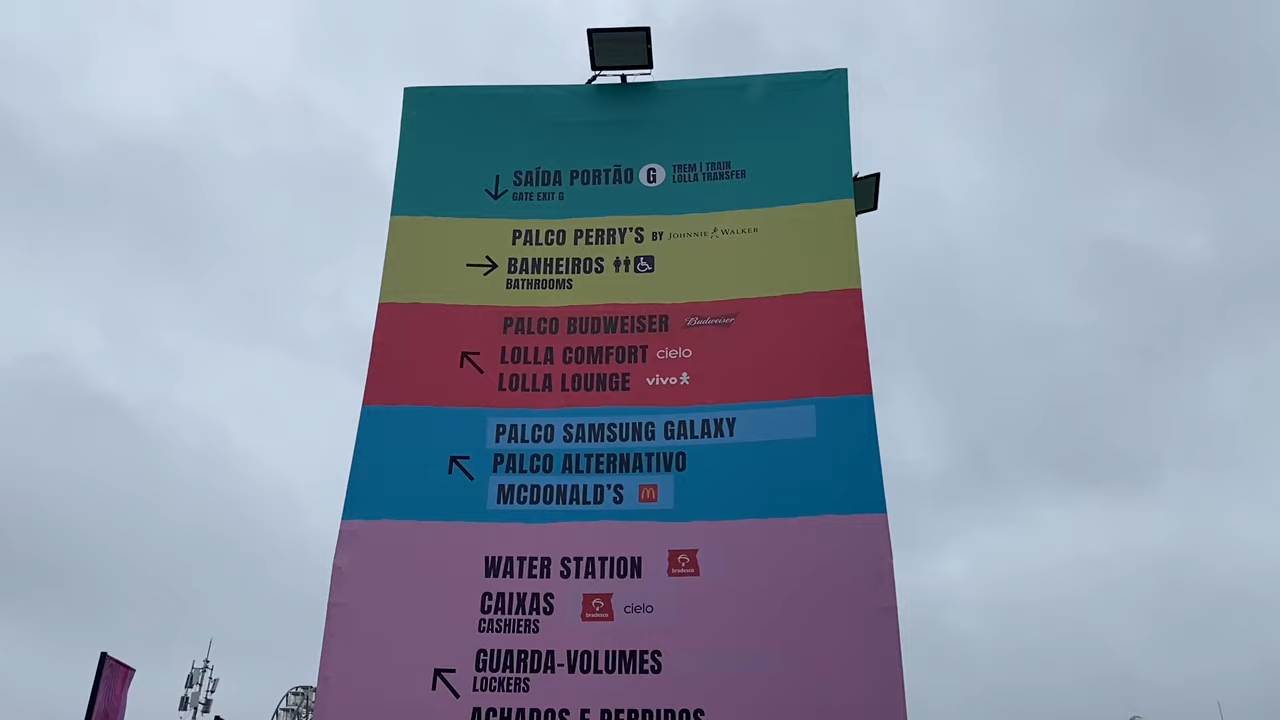 SAÍDA PORTÃO G TREM | TRAIN
LOLLA TRANSFER
GATE EXIT G
PALCO PERRY'S BY JOHNNIE WALKER
BANHEIROS
BATHROOMS
PALCO BUDWEISER Budweiser
LOLLA COMFORT cielo
LOLLA LOUNGE vivo
PALCO SAMSUNG GALAXY
PALCO ALTERNATIVO
MCDONALD'S
WATER STATION bradesco
CAIXAS bradesco cielo
CASHIERS
GUARDA-VOLUMES
LOCKERS
ACHADOS E PERDIDOS